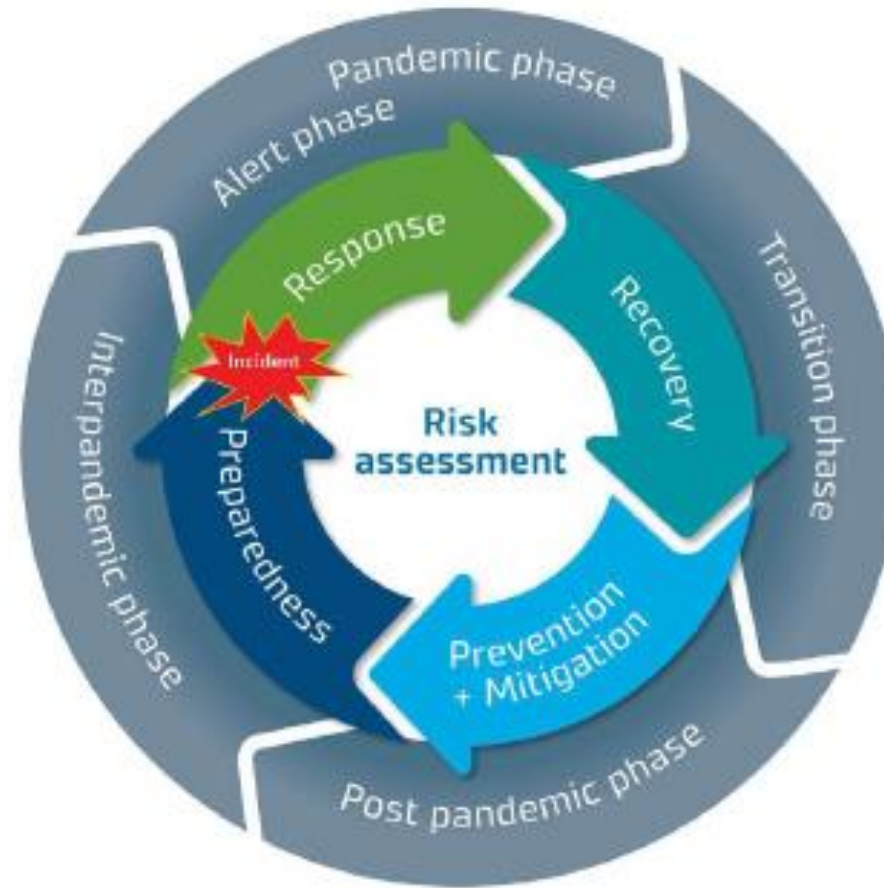 Pandemic phase
Alert phase
Transition phase
Interpandemic phase
Post pandemic phase
Response
Recovery
Incident
Preparedness
Prevention
+ Mitigation
Risk
assessment